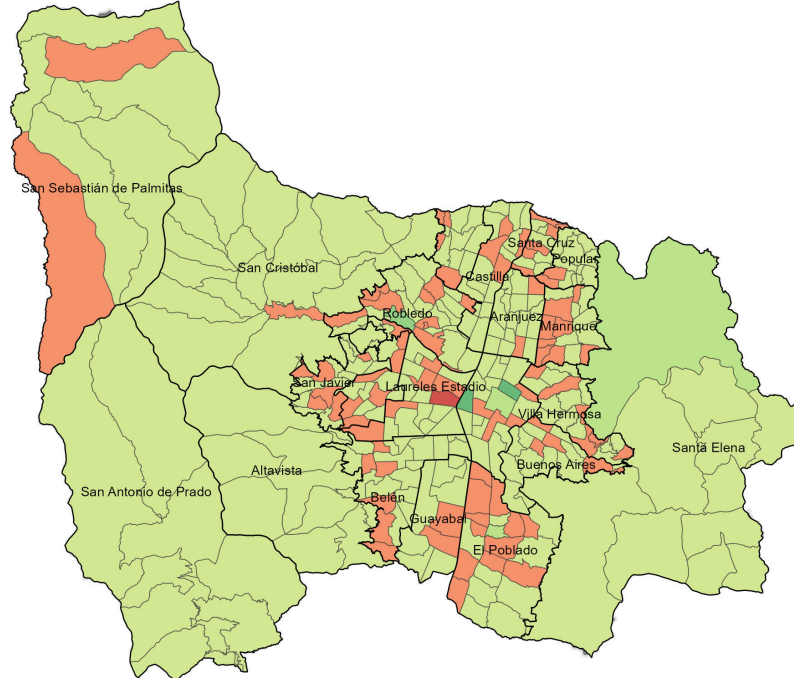 San Sebastián de Palmitas
San Cristóbal
Santa Cruz
Popular
Castilla
Robledo
Aranjuez
Manrique
San Javier
Laureles Estadio
Villa Hermosa
Santa Elena
Buenos Aires
Altavista
San Antonio de Prado
Belén
Guayabal
El Poblado